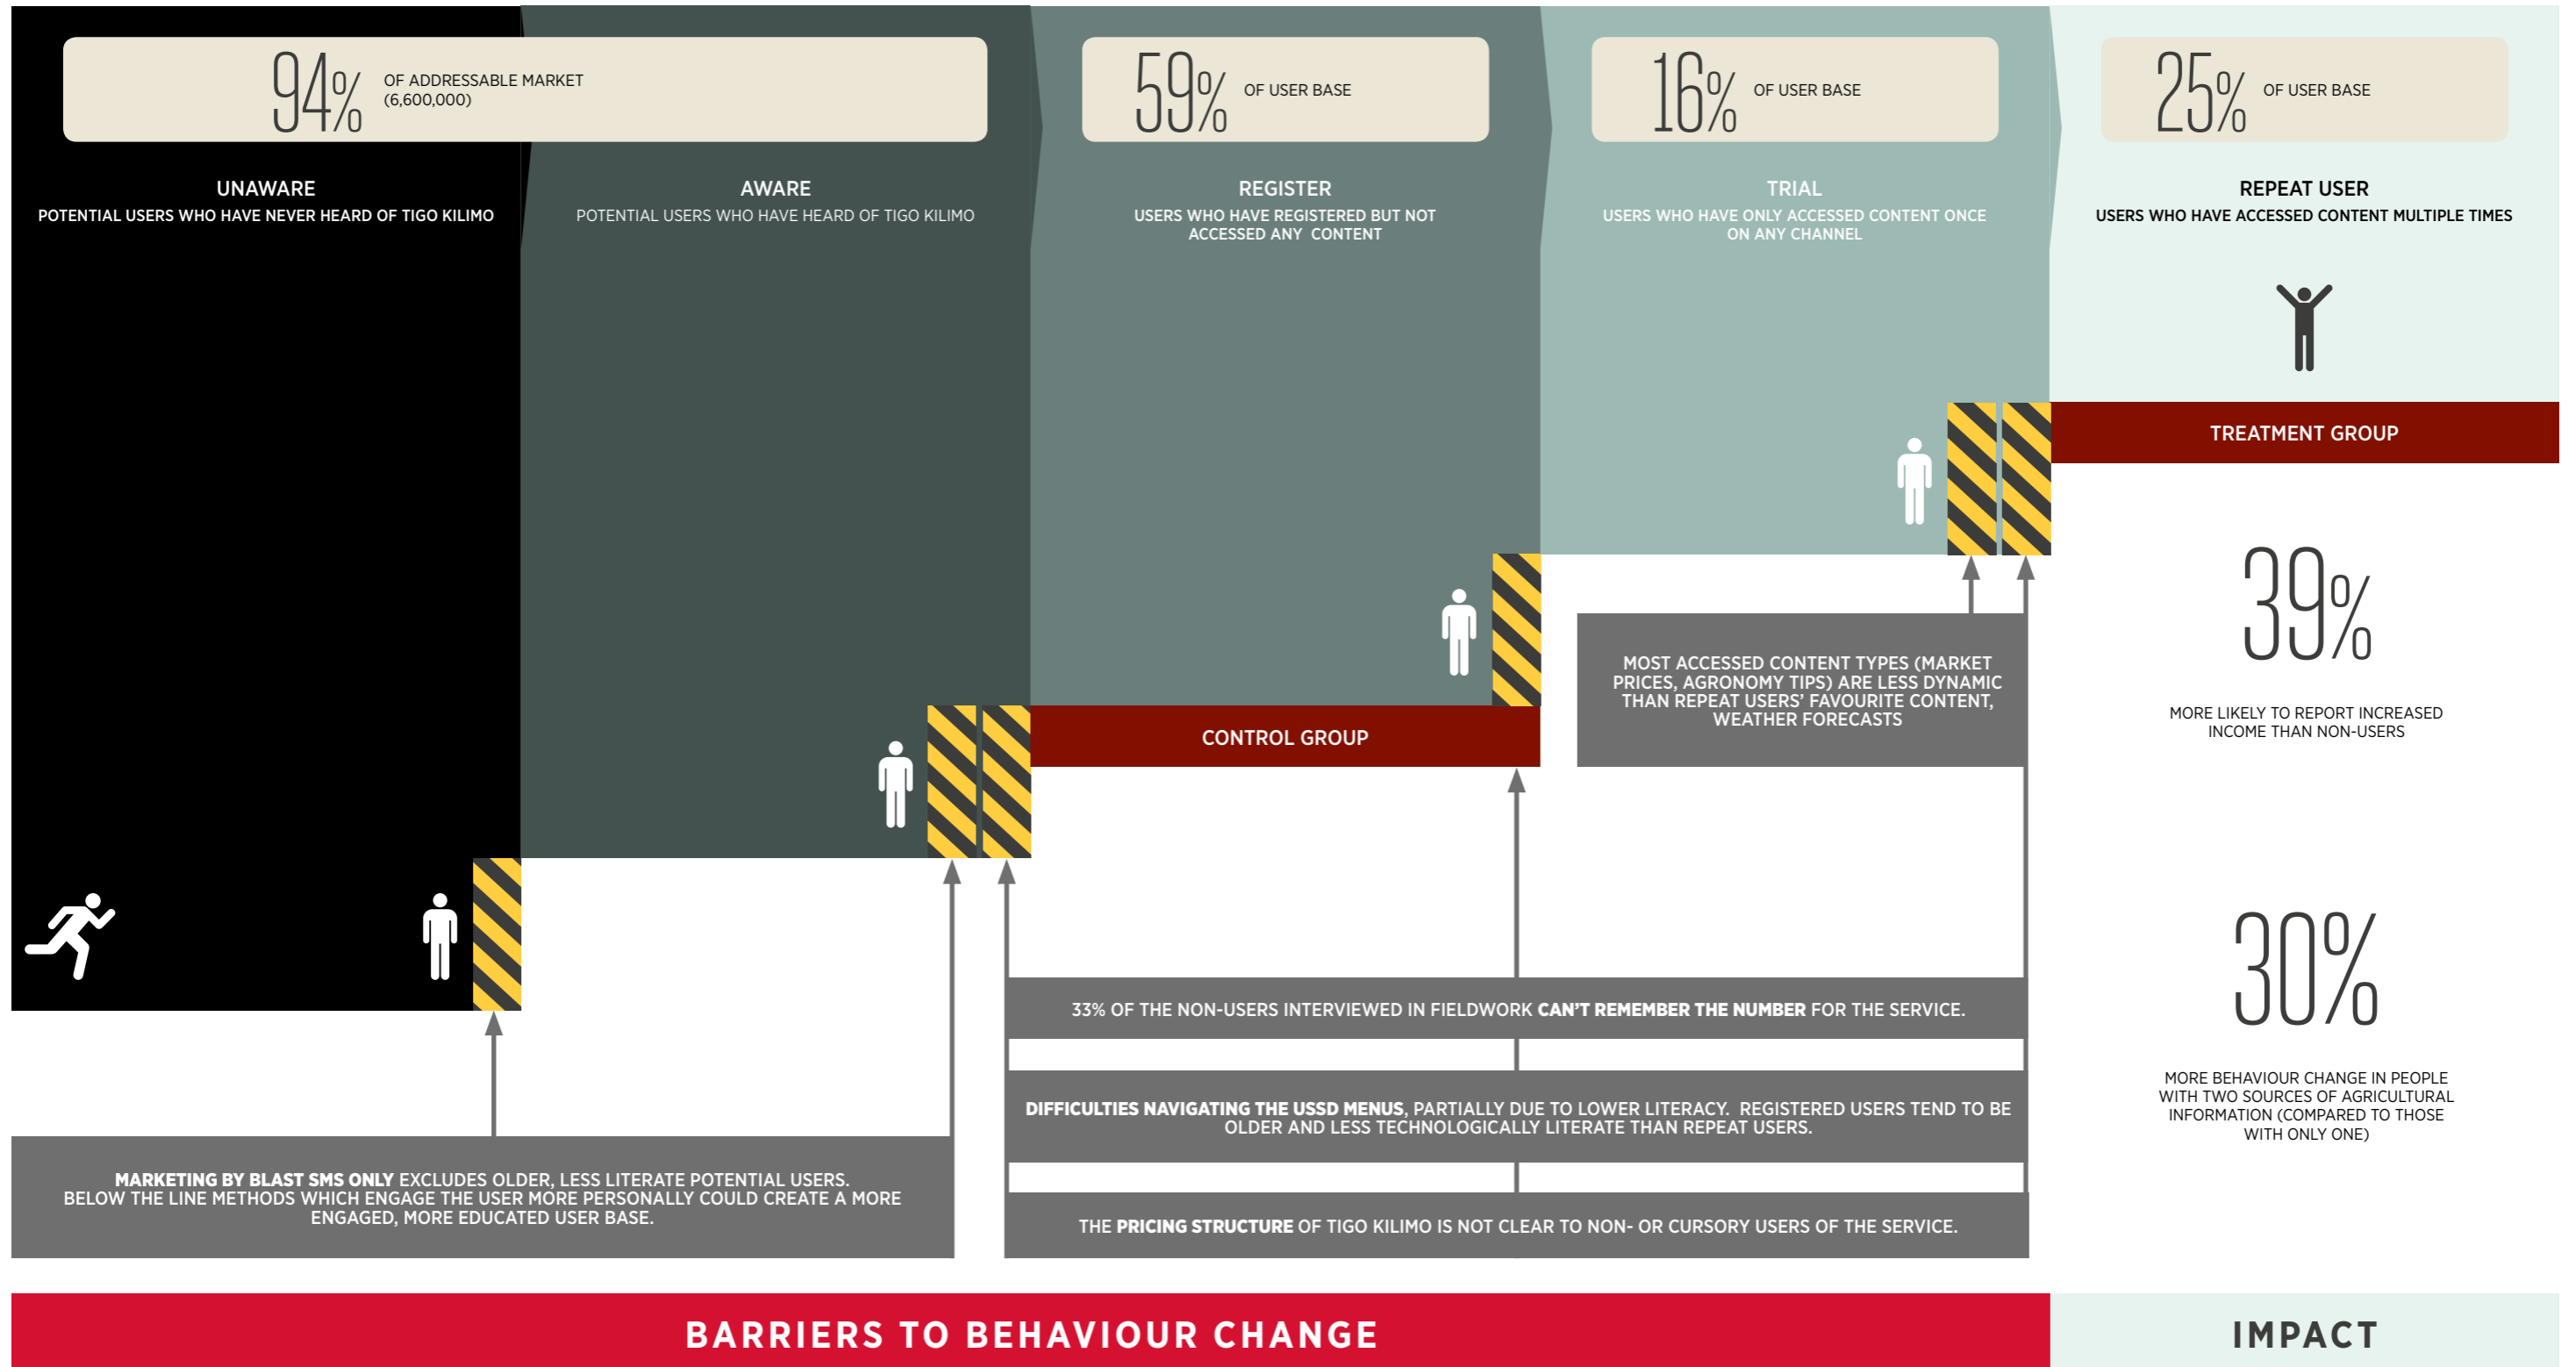 94% OF ADDRESSABLE MARKET
(6,600,000)
59% OF USER BASE
16% OF USER BASE
25% OF USER BASE
UNAWARE
POTENTIAL USERS WHO HAVE NEVER HEARD OF TIGO KILIMO
AWARE
POTENTIAL USERS WHO HAVE HEARD OF TIGO KILIMO
REGISTER
USERS WHO HAVE REGISTERED BUT NOT
ACCESSED ANY CONTENT
TRIAL
USERS WHO HAVE ONLY ACCESSED CONTENT ONCE
ON ANY CHANNEL
REPEAT USER
USERS WHO HAVE ACCESSED CONTENT MULTIPLE TIMES
TREATMENT GROUP
39%
MORE LIKELY TO REPORT INCREASED
INCOME THAN NON-USERS
MOST ACCESSED CONTENT TYPES (MARKET
PRICES, AGRONOMY TIPS) ARE LESS DYNAMIC
THAN REPEAT USERS' FAVOURITE CONTENT,
WEATHER FORECASTS
CONTROL GROUP
30%
MORE BEHAVIOUR CHANGE IN PEOPLE
WITH TWO SOURCES OF AGRICULTURAL
INFORMATION (COMPARED TO THOSE
WITH ONLY ONE)
33% OF THE NON-USERS INTERVIEWED IN FIELDWORK CAN'T REMEMBER THE NUMBER FOR THE SERVICE.
DIFFICULTIES NAVIGATING THE USSD MENUS, PARTIALLY DUE TO LOWER LITERACY. REGISTERED USERS TEND TO BE
OLDER AND LESS TECHNOLOGICALLY LITERATE THAN REPEAT USERS.
THE PRICING STRUCTURE OF TIGO KILIMO IS NOT CLEAR TO NON- OR CURSORY USERS OF THE SERVICE.
MARKETING BY BLAST SMS ONLY EXCLUDES OLDER, LESS LITERATE POTENTIAL USERS.
BELOW THE LINE METHODS WHICH ENGAGE THE USER MORE PERSONALLY COULD CREATE A MORE
ENGAGED, MORE EDUCATED USER BASE.
BARRIERS TO BEHAVIOUR CHANGE
IMPACT